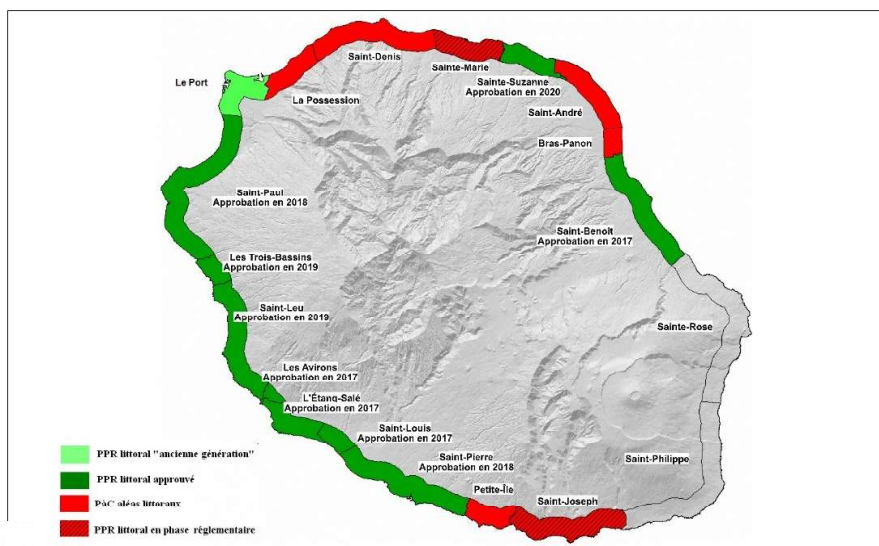 Saint-Denis
Sainte-Marie
Le Port
Sainte-Suzanne
Approbation en 2020
La Possession
Saint-André
Bras-Panon
Saint-Paul
Approbation en 2018
Saint-Benoît
Approbation en 2017
Les Trois-Bassins
Approbation en 2019
Saint-Leu
Approbation en 2019
Sainte-Rose
Les Avirons
Approbation en 2017
L'Étang-Salé
Approbation en 2017
Saint-Louis
Approbation en 2017
Saint-Pierre
Approbation en 2018
Saint-Philippe
Petite-Île
Saint-Joseph
PPR littoral "ancienne génération"
PPR littoral approuvé
PàC aléas littoraux
PPR littoral en phase réglementaire